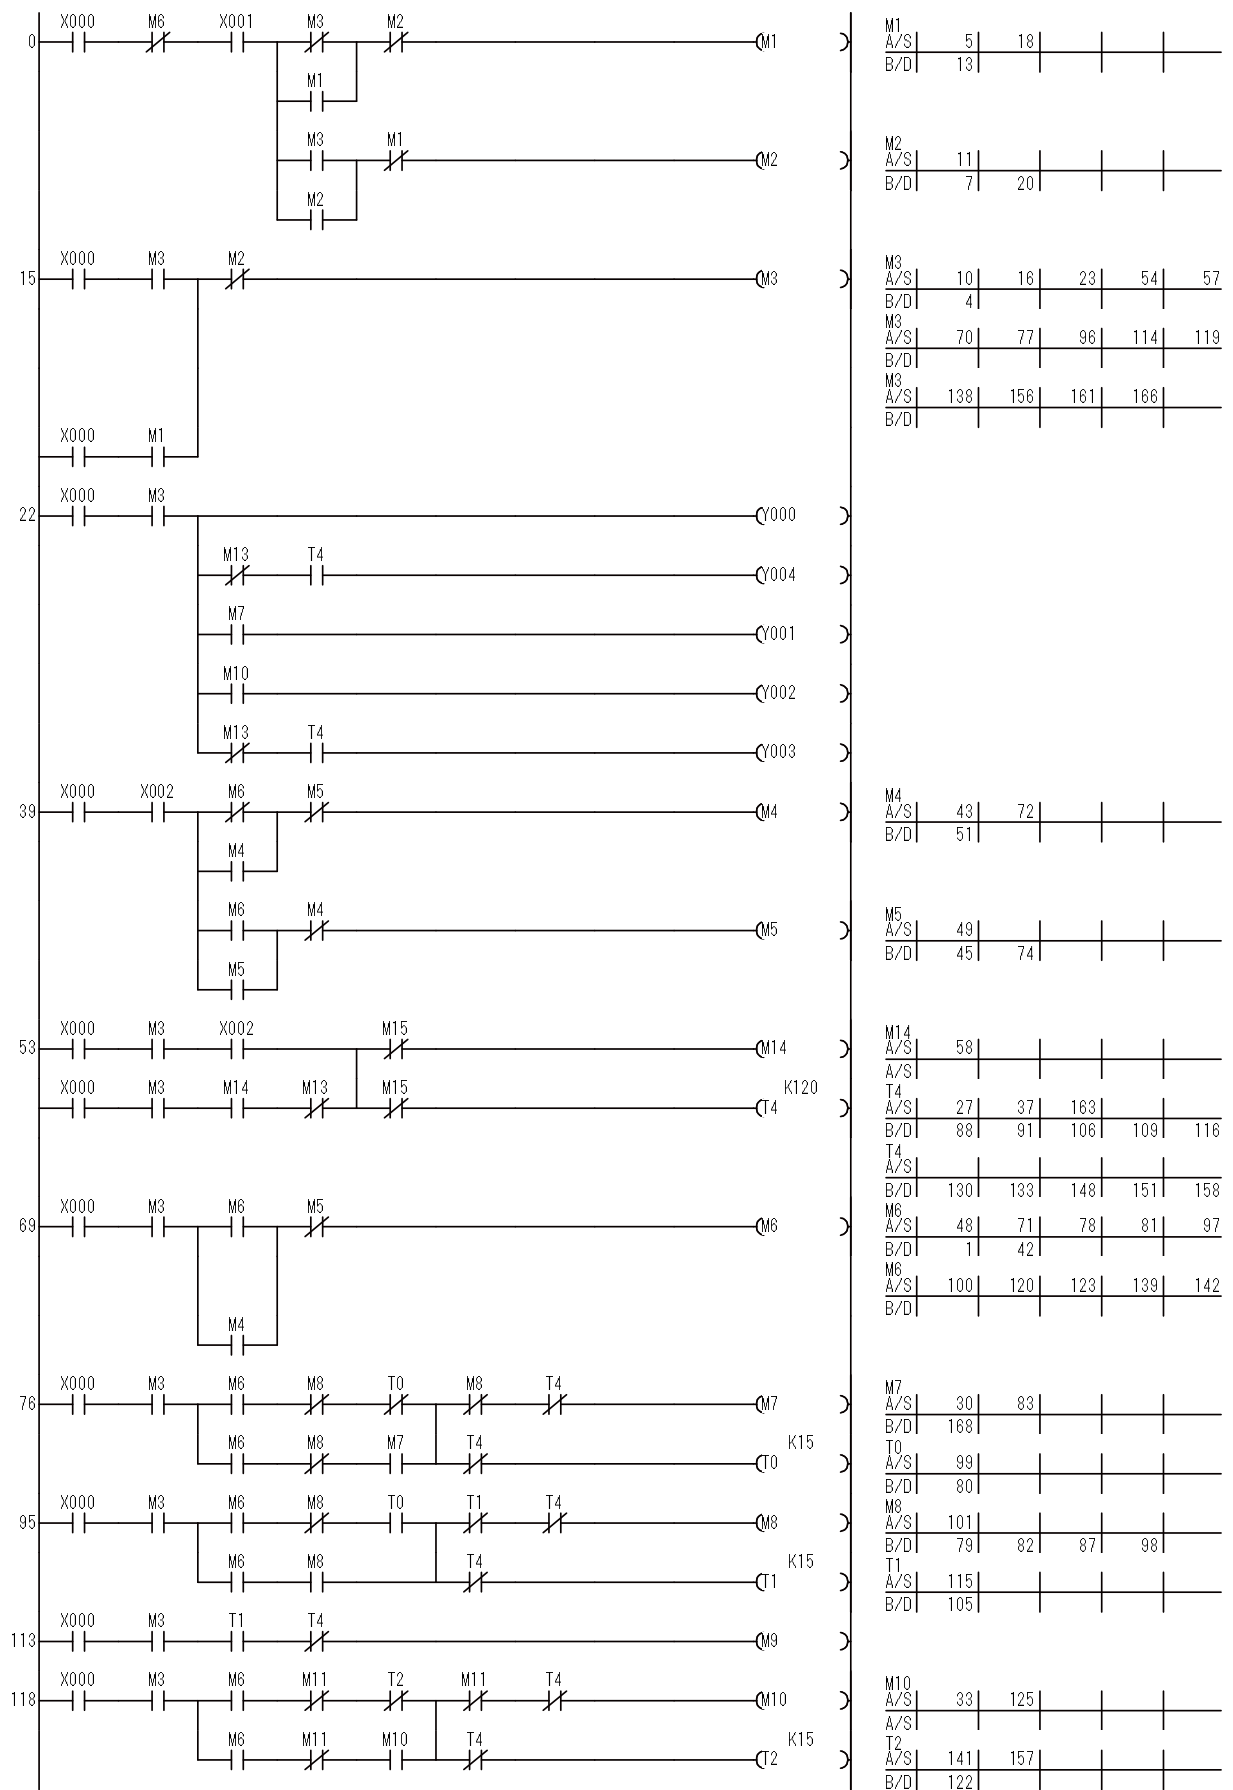 X000 M6 X001 M3 M2 M1
0 M1
A/S 5 18
M1 B/D 13
M3 M1 M2
M2 A/S 11
M2 B/D 7 20
X000 M3 M2 M3
15 M3 A/S 10 16 23 54 57
B/D 4
M3
A/S 70 77 96 114 119
B/D
M3
A/S 138 156 161 166
X000 M1 B/D
X000 M3
22 Y000
M13 T4
Y004
M7
Y001
M10
Y002
M13 T4
Y003
X000 X002 M6 M5 M4
39 M4 A/S 43 72
M4 B/D 51
M6 M4 M5
M5 A/S 49
M5 B/D 45 74
X000 M3 X002 M15 M14
53 M14 A/S 58
A/S
X000 M3 M14 M13 M15 K120 T4
T4 A/S 27 37 163
B/D 88 91 106 109 116
T4
A/S
B/D 130 133 148 151 158
X000 M3 M6 M5 M6
69 M6 A/S 48 71 78 81 97
B/D 1 42
M6
A/S 100 120 123 139 142
M4 B/D
X000 M3 M6 M8 T0 M8 T4 M7
76 M7 A/S 30 83
B/D 168
M6 M8 M7 T4 K15 T0
T0 A/S 99
B/D 80
X000 M3 M6 M8 T0 T1 T4 M8
95 M8 A/S 101
B/D 79 82 87 98
M6 M8 T4 K15 T1
T1 A/S 115
B/D 105
X000 M3 T1 T4
113 M9
X000 M3 M6 M11 T2 M11 T4 M10
118 M10 A/S 33 125
A/S
M6 M11 M10 T4 K15 T2
T2 A/S 141 157
B/D 122